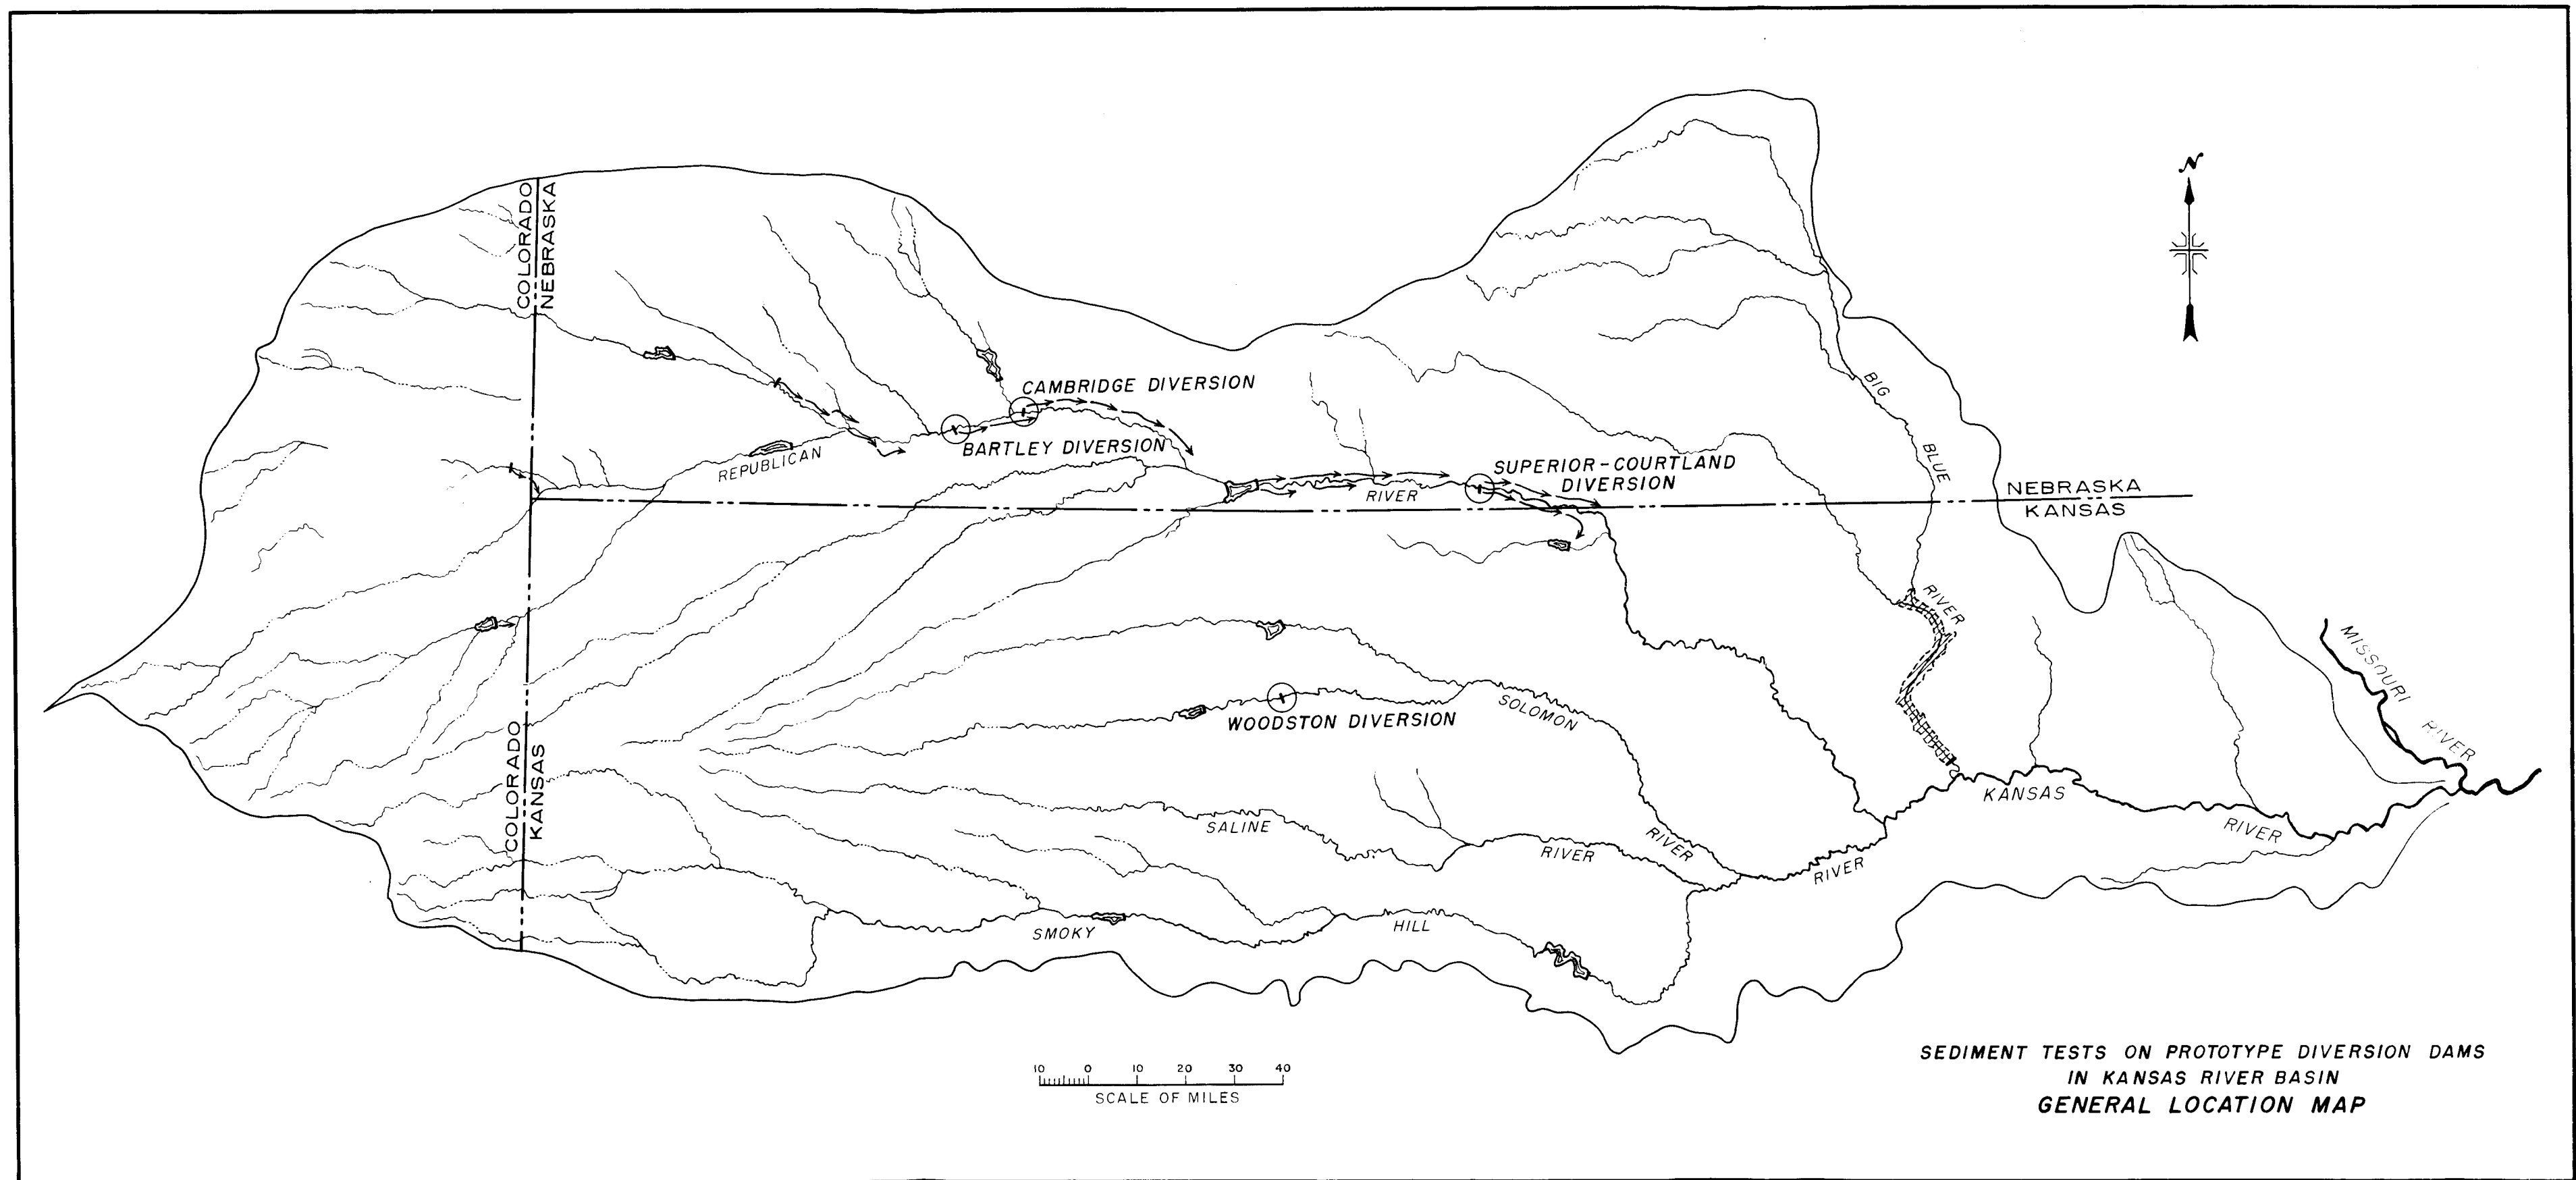 N
COLORADO
NEBRASKA
CAMBRIDGE DIVERSION
BARTLEY DIVERSION
REPUBLICAN
RIVER
SUPERIOR-COURTLAND
DIVERSION
BIG
BLUE
RIVER
NEBRASKA
KANSAS
MISSOURI
RIVER
WOODSTON DIVERSION
SOLOMON
RIVER
COLORADO
KANSAS
SALINE
RIVER
KANSAS
RIVER
RIVER
SMOKY
HILL
10 0 10 20 30 40
SCALE OF MILES
SEDIMENT TESTS ON PROTOTYPE DIVERSION DAMS
IN KANSAS RIVER BASIN
GENERAL LOCATION MAP